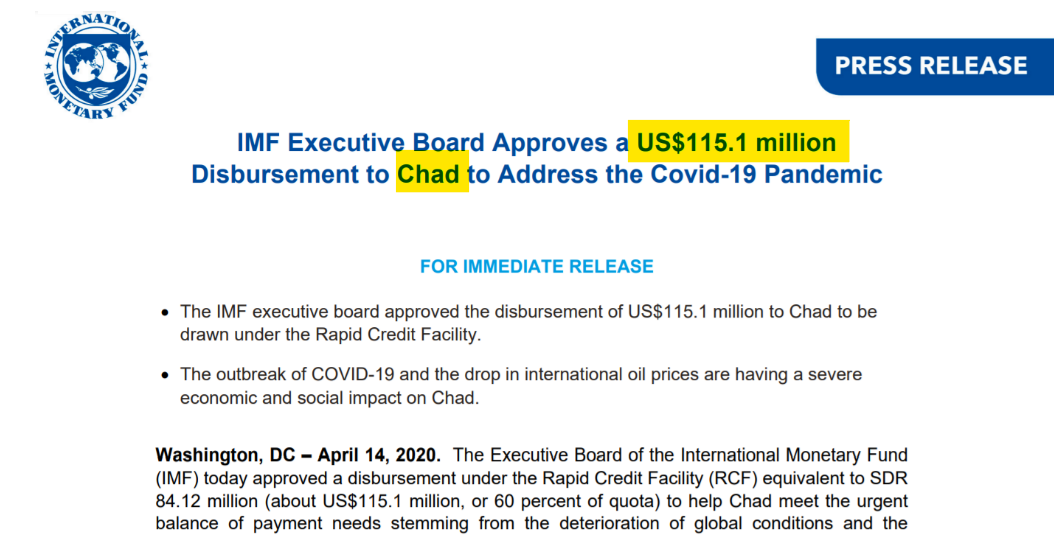 INTERNATIONAL MONETARY FUND
PRESS RELEASE
IMF Executive Board Approves a US$115.1 million
Disbursement to Chad to Address the Covid-19 Pandemic
FOR IMMEDIATE RELEASE
• The IMF executive board approved the disbursement of US$115.1 million to Chad to be
drawn under the Rapid Credit Facility.
• The outbreak of COVID-19 and the drop in international oil prices are having a severe
economic and social impact on Chad.
Washington, DC – April 14, 2020. The Executive Board of the International Monetary Fund
(IMF) today approved a disbursement under the Rapid Credit Facility (RCF) equivalent to SDR
84.12 million (about US$115.1 million, or 60 percent of quota) to help Chad meet the urgent
balance of payment needs stemming from the deterioration of global conditions and the